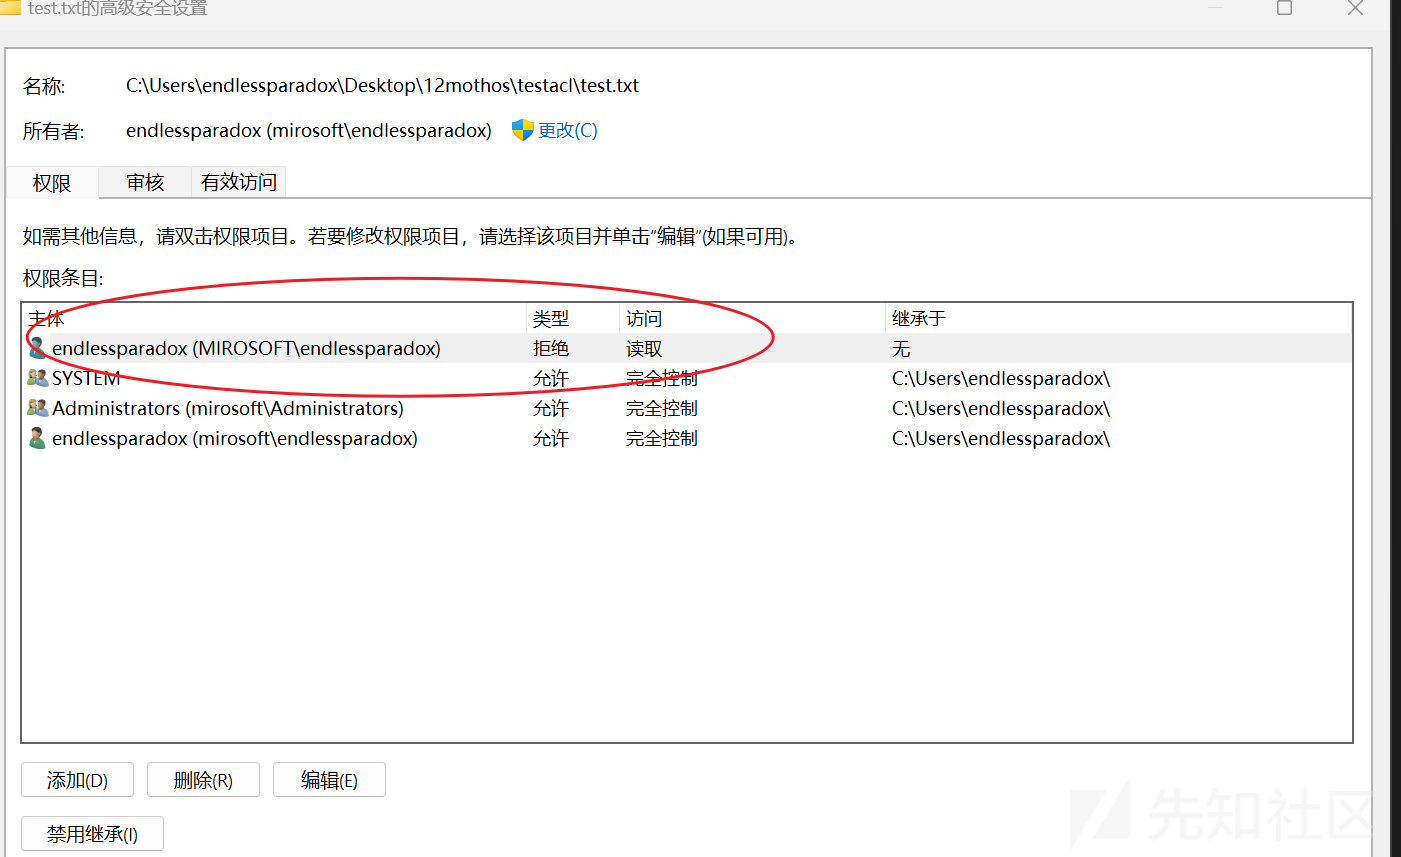 test.txt的高级安全设置
名称: C:\Users\endlessparadox\Desktop\12mothos\testacl\test.txt
所有者: endlessparadox (mirosoft\endlessparadox) 更改(C)
权限 审核 有效访问
如需其他信息，请双击权限项目。若要修改权限项目，请选择该项目并单击“编辑”(如果可用)。
权限条目:
主体 类型 访问 继承于
endlessparadox (MIROSOFT\endlessparadox) 拒绝 读取 无
SYSTEM 允许 完全控制 C:\Users\endlessparadox\
Administrators (mirosoft\Administrators) 允许 完全控制 C:\Users\endlessparadox\
endlessparadox (mirosoft\endlessparadox) 允许 完全控制 C:\Users\endlessparadox\
添加(D) 删除(R) 编辑(E)
禁用继承(I)
先知社区